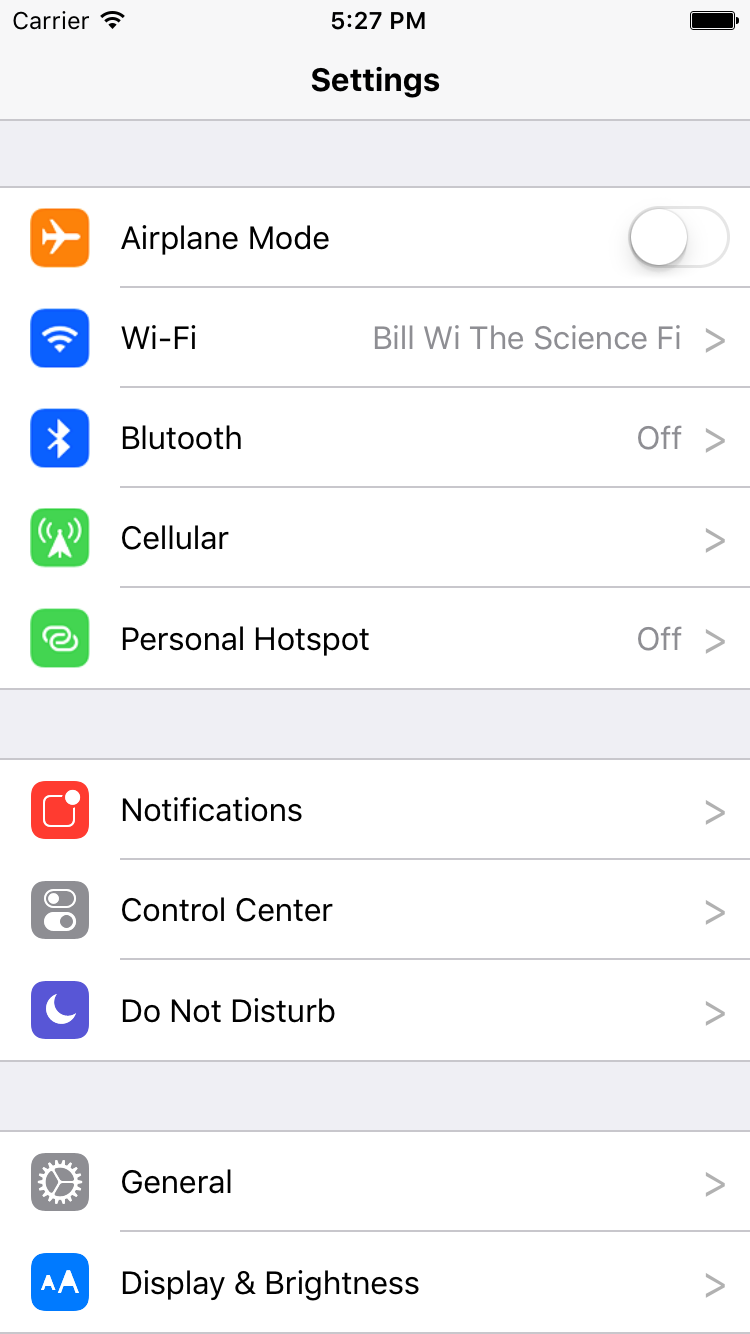 Carrier 5:27 PM
Settings
Airplane Mode
Wi-Fi Bill Wi The Science Fi >
Blutooth Off >
Cellular >
Personal Hotspot Off >
Notifications >
Control Center >
Do Not Disturb >
General >
AA Display & Brightness >